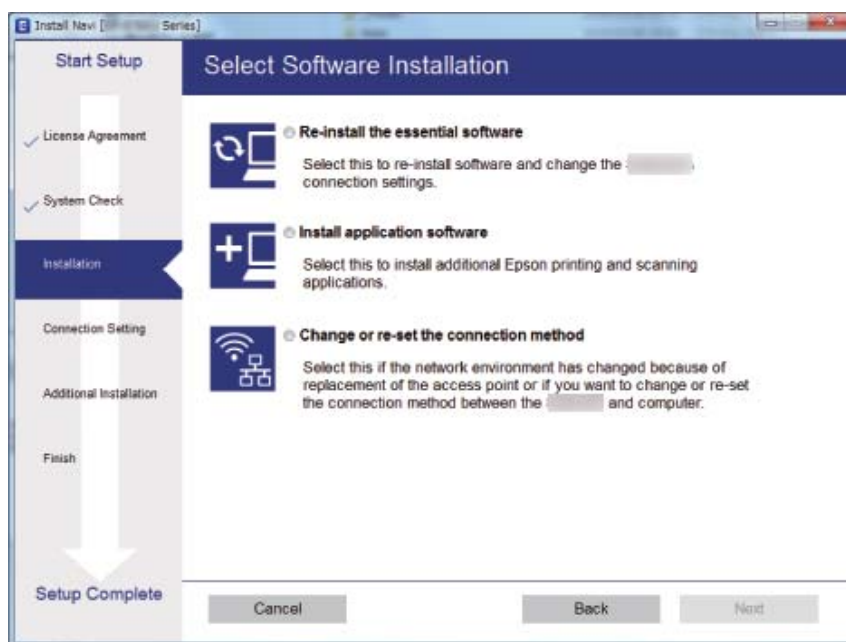 Install Navi [ Series]
Start Setup
License Agreement
System Check
Installation
Connection Setting
Additional Installation
Finish
Setup Complete
Select Software Installation
Re-install the essential software
Select this to re-install software and change the
connection settings.
Install application software
Select this to install additional Epson printing and scanning
applications.
Change or re-set the connection method
Select this if the network environment has changed because of
replacement of the access point or if you want to change or re-set
the connection method between the and computer.
Cancel
Back
Next